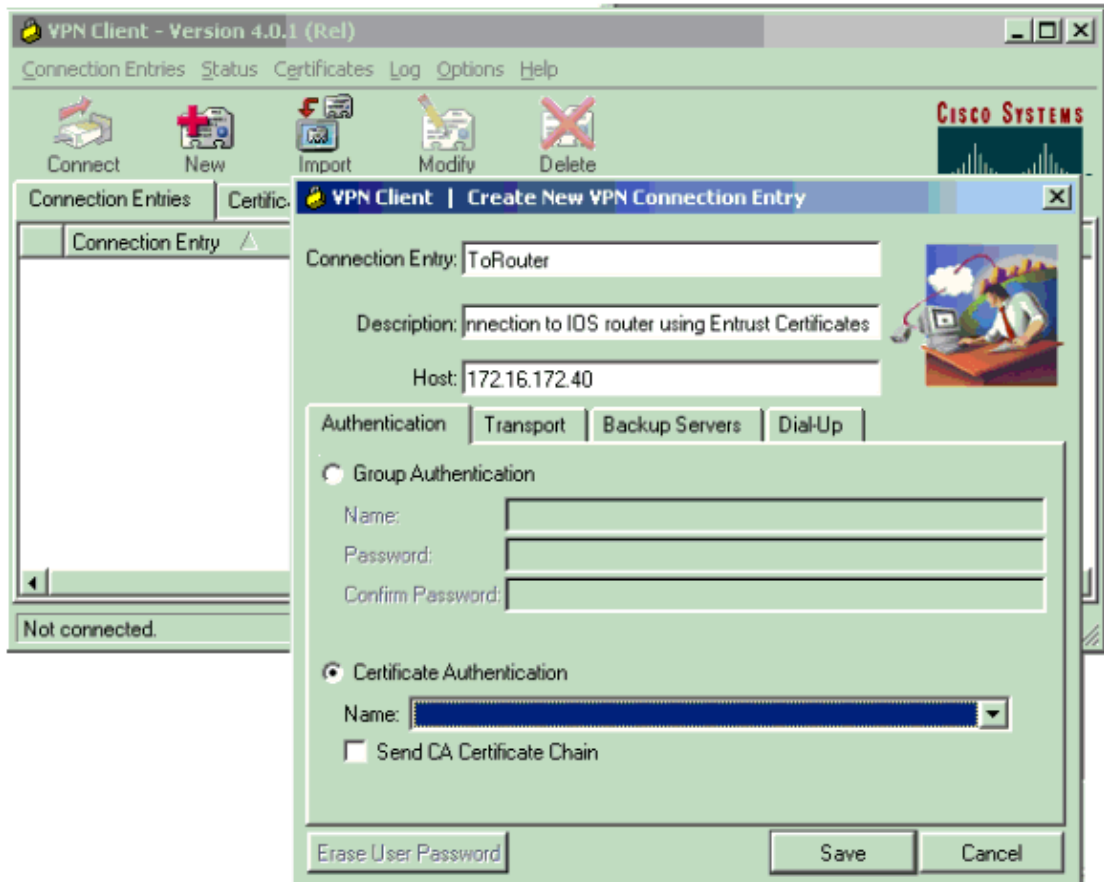 VPN Client - Version 4.0.1 (Rel)
Connection Entries Status Certificates Log Options Help
Connect New Import Modify Delete
CISCO SYSTEMS
Connection Entries Certific
Connection Entry
Not connected.
VPN Client | Create New VPN Connection Entry
Connection Entry: ToRouter
Description: nnection to IOS router using Entrust Certificates
Host: 172.16.172.40
Authentication Transport Backup Servers Dial-Up
Group Authentication
Name:
Password:
Confirm Password:
Certificate Authentication
Name:
Send CA Certificate Chain
Erase User Password Save Cancel